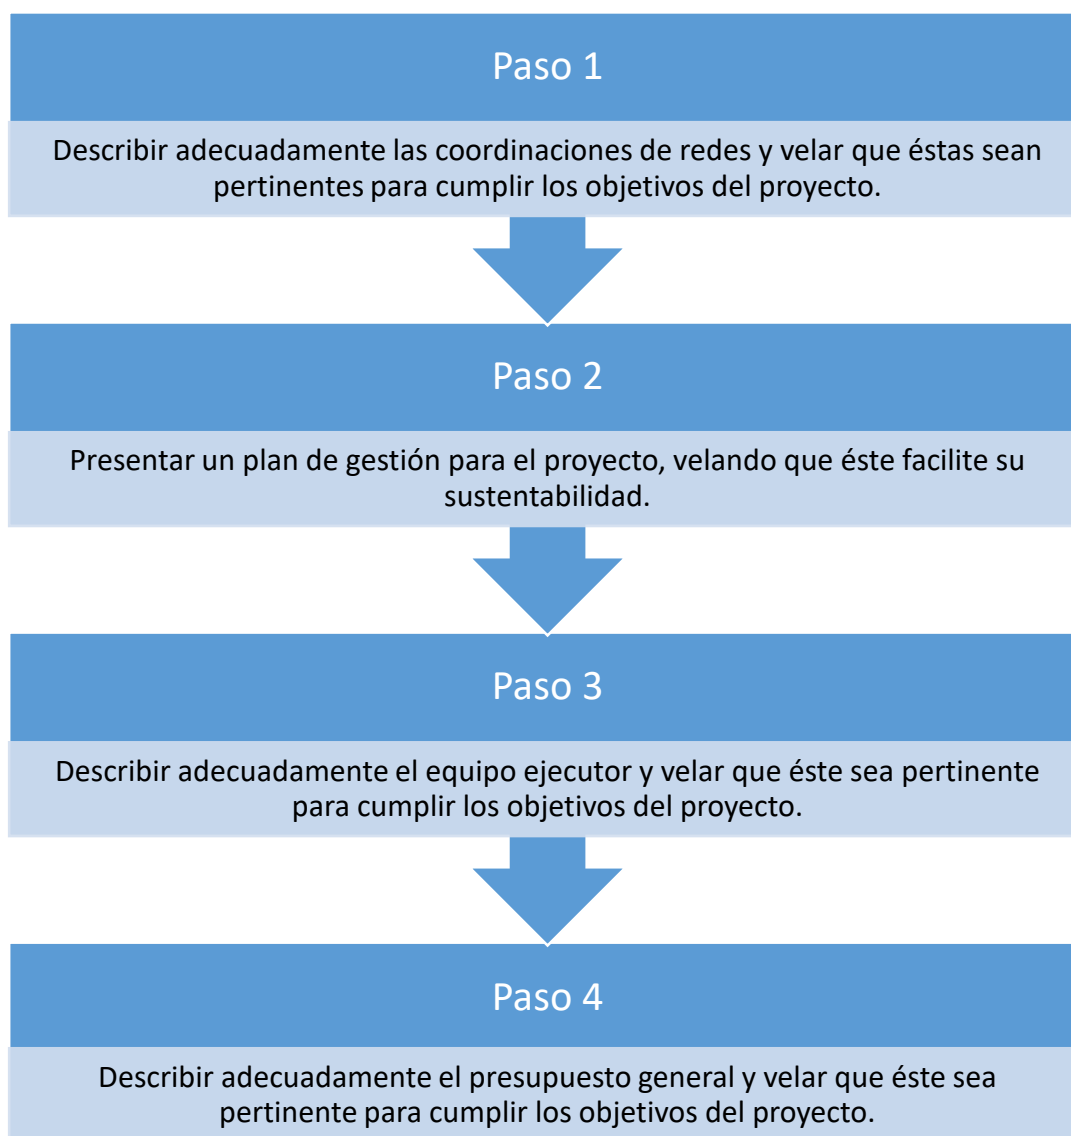 Paso 1
Describir adecuadamente las coordinaciones de redes y velar que éstas sean
pertinentes para cumplir los objetivos del proyecto.
Paso 2
Presentar un plan de gestión para el proyecto, velando que éste facilite su
sustentabilidad.
Paso 3
Describir adecuadamente el equipo ejecutor y velar que éste sea pertinente
para cumplir los objetivos del proyecto.
Paso 4
Describir adecuadamente el presupuesto general y velar que éste sea
pertinente para cumplir los objetivos del proyecto.